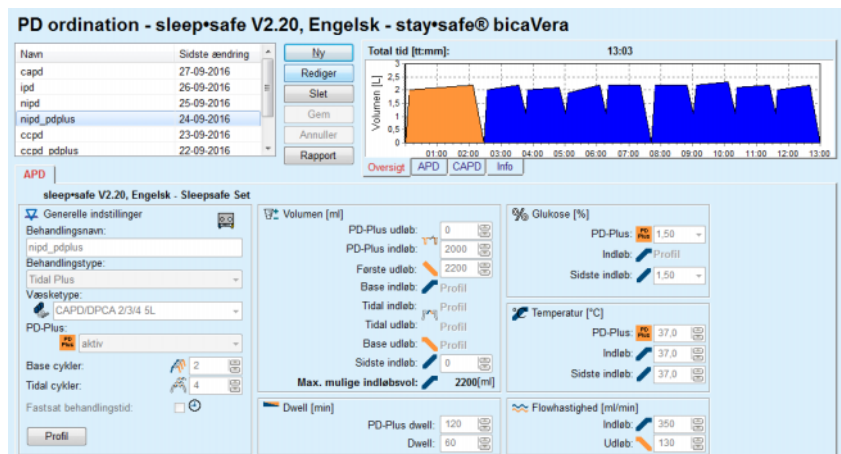 PD ordination - sleep•safe V2.20, Engelsk - stay•safe® bicaVera
Navn Sidste ændring
capd 27-09-2016
ipd 26-09-2016
nipd 25-09-2016
nipd_pdplus 24-09-2016
ccpd 23-09-2016
ccpd_pdplus 22-09-2016
Ny
Rediger
Slet
Gem
Annuller
Rapport
Total tid [tt:mm]: 13:03
Volumen [L]
3
2,5
2
1,5
1
0,5
0
01:00 02:00 03:00 04:00 05:00 06:00 07:00 08:00 09:00 10:00 11:00 12:00 13:00
Oversigt APD CAPD Info
APD
sleep•safe V2.20, Engelsk - Sleepsafe Set
Generelle indstillinger
Behandlingsnavn:
nipd_pdplus
Behandlingstype:
Tidal Plus
Væsketype:
CAPD/DPCA 2/3/4 5L
PD-Plus:
PD Plus aktiv
Base cykler: 2
Tidal cykler: 4
Fastsat behandlingstid:
Profil
Volumen [ml]
PD-Plus udløb: 0
PD-Plus indløb: 2000
Første udløb: 2200
Base indløb: Profil
Tidal indløb: Profil
Tidal udløb: Profil
Base udløb: Profil
Sidste indløb: 0
Max. mulige indløbsvol: 2200[ml]
Dwell [min]
PD-Plus dwell: 120
Dwell: 60
Glukose [%]
PD-Plus: PD Plus 1,50
Indløb: Profil
Sidste indløb: 1,50
Temperatur [°C]
PD-Plus: PD Plus 37,0
Indløb: 37,0
Sidste indløb: 37,0
Flowhastighed [ml/min]
Indløb: 350
Udløb: 130